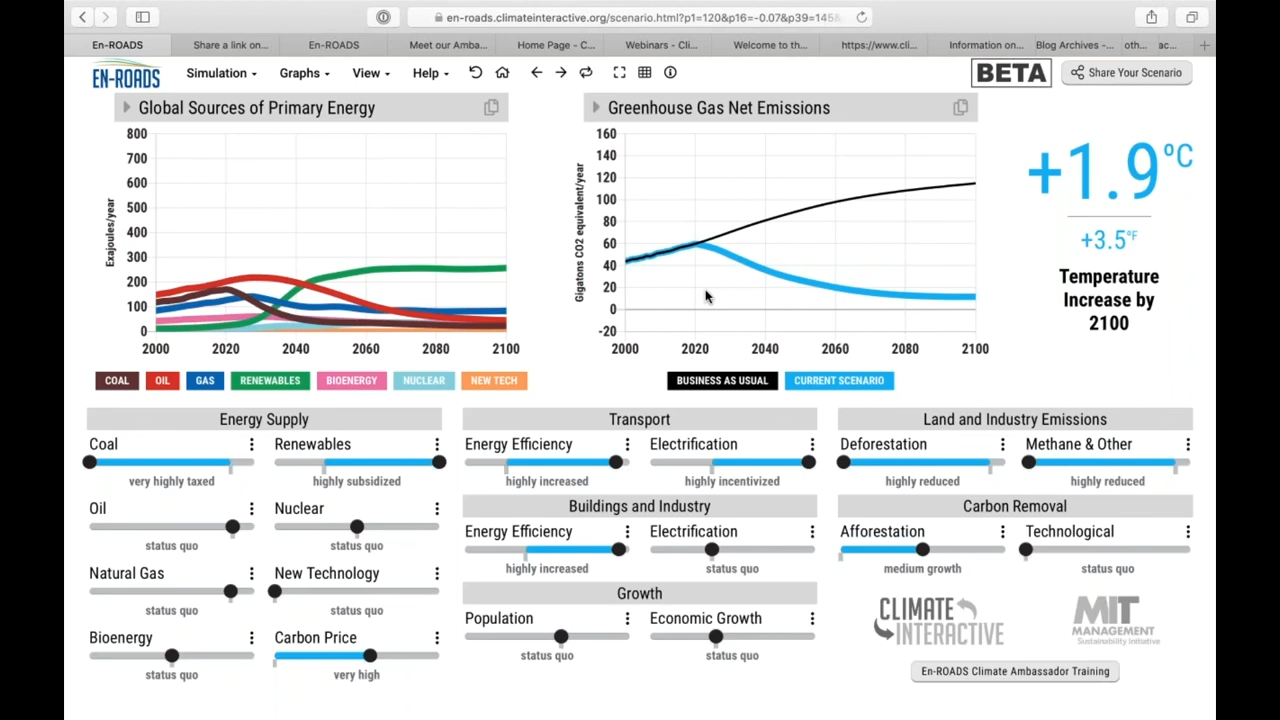 en-roads.climateinteractive.org/scenario.html?p1=120&p16=-0.07&p39=145&
En-ROADS
Share a link on...
En-ROADS
Meet our Amba...
Home Page - C...
Webinars - Cli...
Welcome to th...
https://www.cli...
Information on...
Blog Archives -...
oth...
ac...
EN-ROADS
Simulation
Graphs
View
Help
BETA
Share Your Scenario
Global Sources of Primary Energy
Exajoules/year
800
700
600
500
400
300
200
100
0
2000 2020 2040 2060 2080 2100
COAL OIL GAS RENEWABLES BIOENERGY NUCLEAR NEW TECH
Greenhouse Gas Net Emissions
Gigatons CO2 equivalent/year
160
140
120
100
80
60
40
20
0
-20
2000 2020 2040 2060 2080 2100
BUSINESS AS USUAL CURRENT SCENARIO
+1.9°C
+3.5°F
Temperature
Increase by
2100
Energy Supply
Coal
very highly taxed
Renewables
highly subsidized
Oil
status quo
Nuclear
status quo
Natural Gas
status quo
New Technology
status quo
Bioenergy
status quo
Carbon Price
very high
Transport
Energy Efficiency
highly increased
Electrification
highly incentivized
Buildings and Industry
Energy Efficiency
highly increased
Electrification
status quo
Growth
Population
status quo
Economic Growth
status quo
Land and Industry Emissions
Deforestation
highly reduced
Methane & Other
highly reduced
Carbon Removal
Afforestation
medium growth
Technological
status quo
CLIMATE
INTERACTIVE
MIT
MANAGEMENT
Sustainability Initiative
En-ROADS Climate Ambassador Training